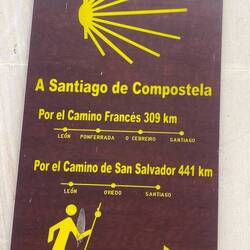 A Santiago de Compostela
Por el Camino Francés 309 km
LEÓN PONFERRADA O CEBREIRO SANTIAGO
Por el Camino de San Salvador 441 km
LEÓN OVIEDO SANTIAGO